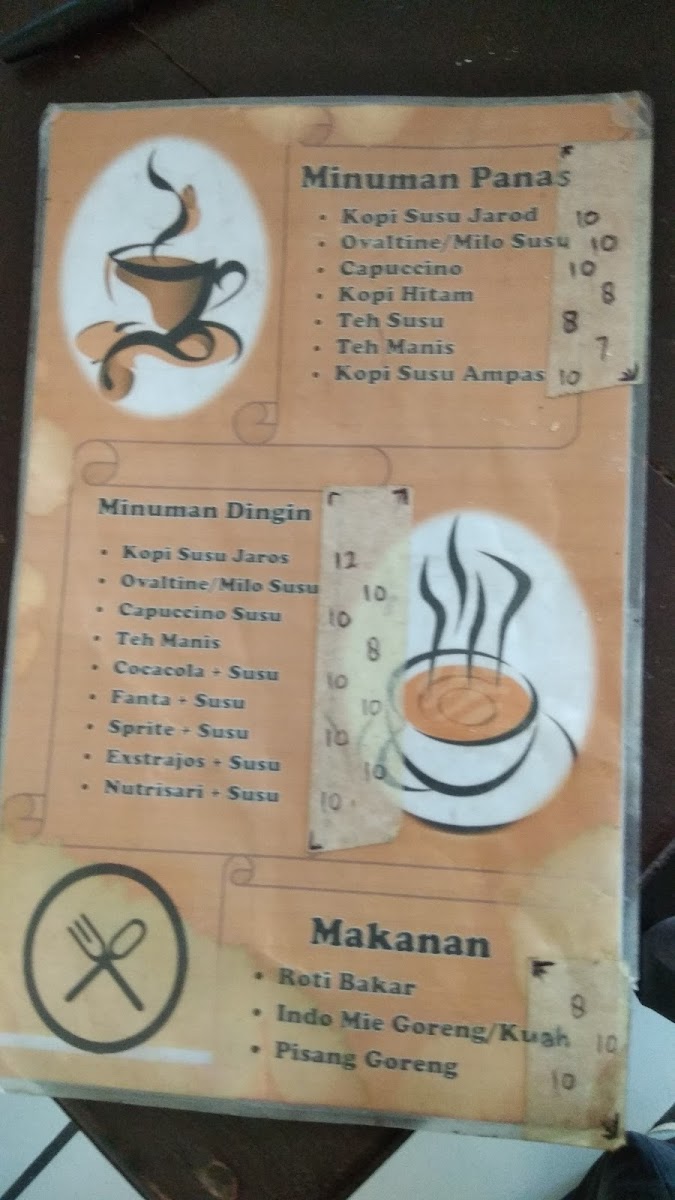 Minuman Panas
• Kopi Susu Jarod 10
• Ovaltine/Milo Susu 10
• Capuccino 10
• Kopi Hitam 8
• Teh Susu 8
• Teh Manis 7
• Kopi Susu Ampas 10
Minuman Dingin
• Kopi Susu Jaros 12
• Ovaltine/Milo Susu 10
• Capuccino Susu 10
• Teh Manis 8
• Cocacola + Susu 10
• Fanta + Susu 10
• Sprite + Susu 10
• Exstrajos + Susu 10
• Nutrisari + Susu 10
Makanan
• Roti Bakar 8
• Indo Mie Goreng/Kuah 10
• Pisang Goreng 10